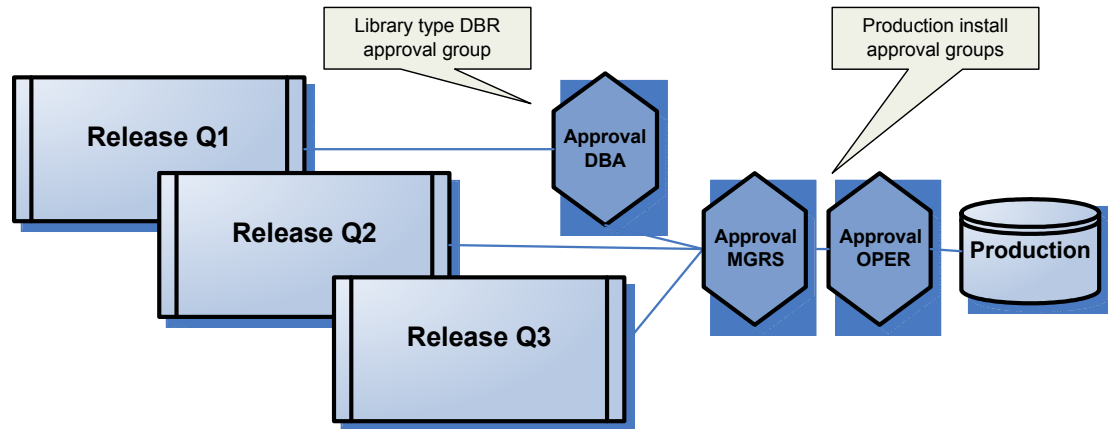 Library type DBR
approval group
Production install
approval groups
Release Q1
Approval
DBA
Release Q2
Approval
MGRS
Approval
OPER
Production
Release Q3